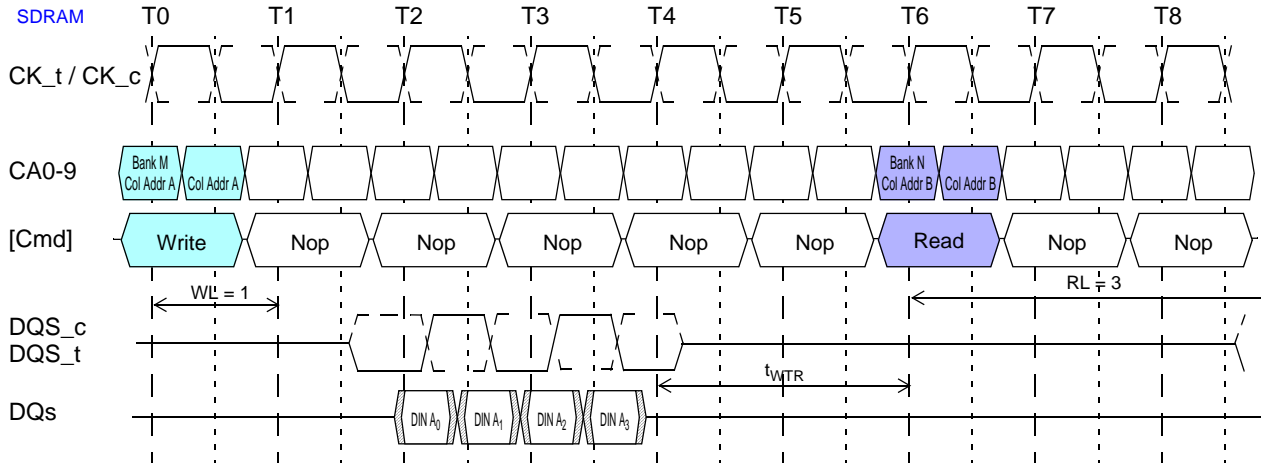 SDRAM T0 T1 T2 T3 T4 T5 T6 T7 T8
CK_t / CK_c
CA0-9
Bank M
Col Addr A
Col Addr A
Bank N
Col Addr B
Col Addr B
[Cmd] Write Nop Nop Nop Nop Nop Read Nop Nop
WL = 1 RL = 3
DQS_c
DQS_t
tWTR
DQs DIN A0 DIN A1 DIN A2 DIN A3